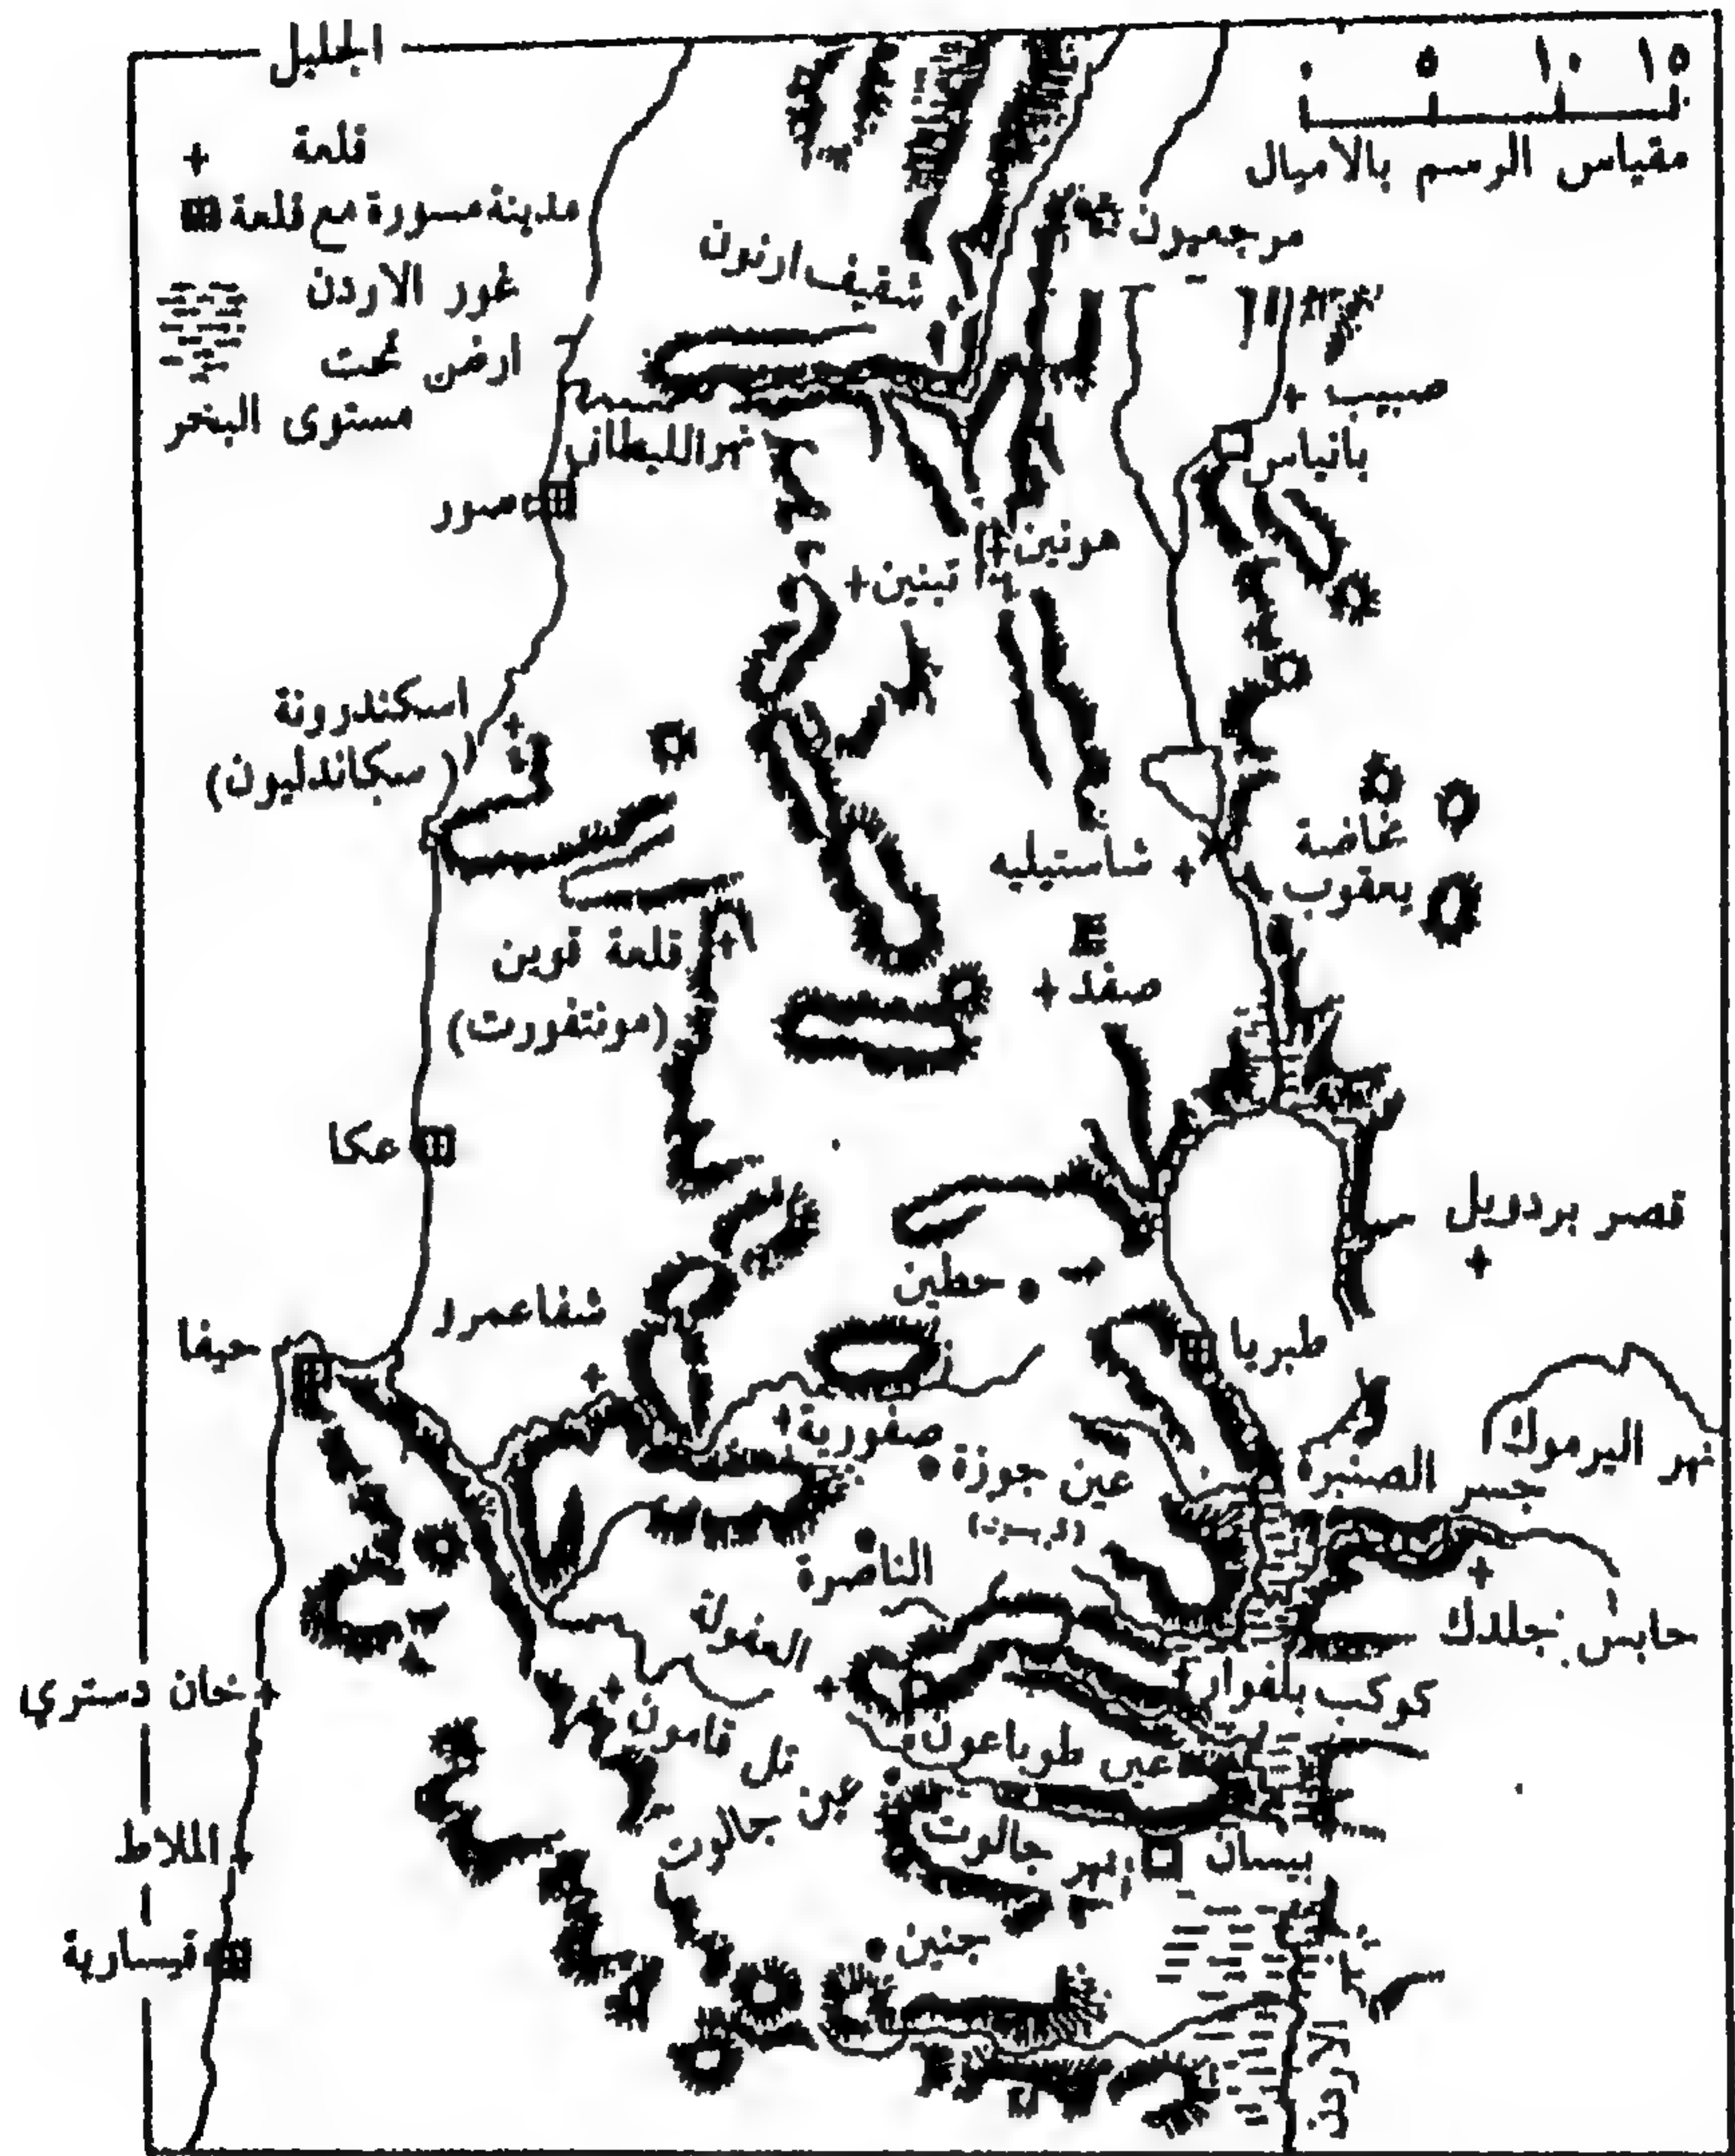 الجليل
٠ ٥ ١٠ ١٥
مقياس الرسم بالاميال
قلعة
مدينة مسورة مع قلعة
غور الاردن
ارض تحت
مستوى البحر
مرجعيون
شقيف ارنون
صبيب
بانياس
نهر الليطاني
صور
هونين
تبنين
اسكندرونة
(سكاندليون)
شاستيليه
مخاضة
يعقوب
قلعة قرين
(مونتفورت)
صفد
عكا
قصر بردويل
حطين
شفاعمرو
حيفا
طبريا
صفورية
نهر اليرموك
جسر الصنبرة
عين جوزة
الناصرة
العفولة
حابس جلدك
كوكب بلفوار
خان دستري
تل قامون
عين طوباعون
عين جالوت
نهر جالوت
بيسان
الملاط
جنين
قيسارية
الاردن